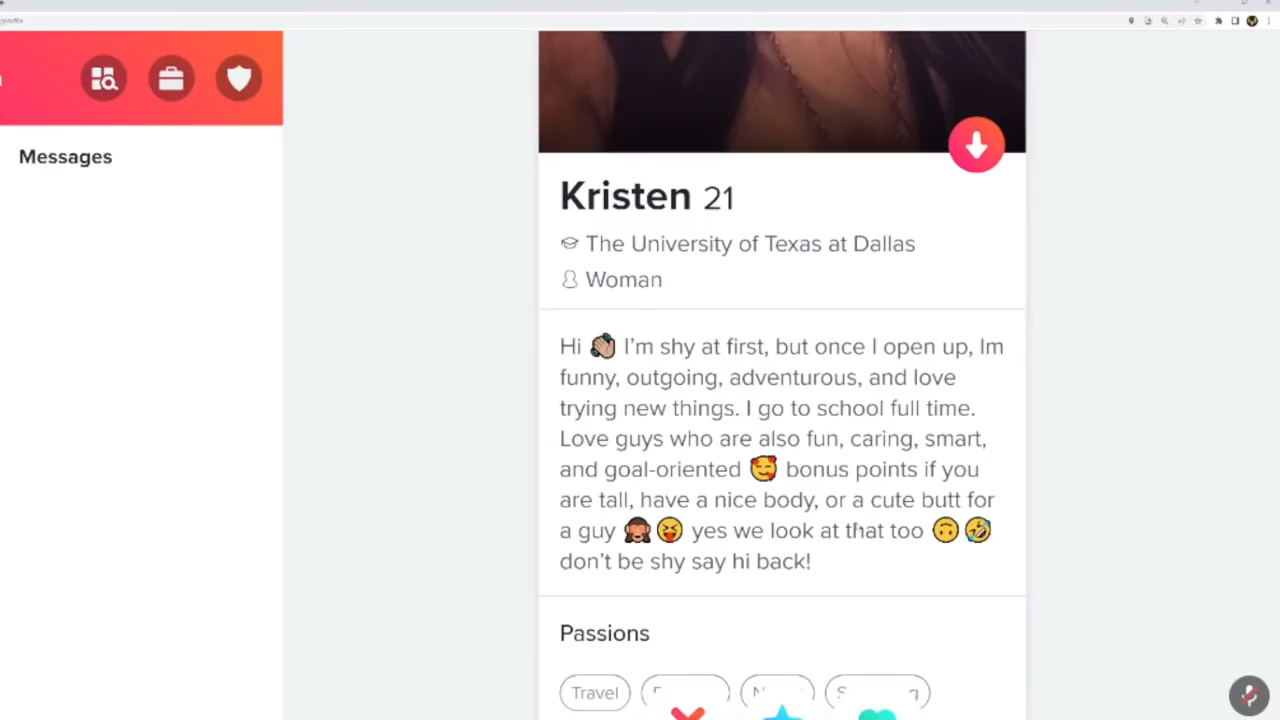 Messages
Kristen 21
The University of Texas at Dallas
Woman
Hi 👋🏼 I’m shy at first, but once I open up, Im
funny, outgoing, adventurous, and love
trying new things. I go to school full time.
Love guys who are also fun, caring, smart,
and goal-oriented 🥰 bonus points if you
are tall, have a nice body, or a cute butt for
a guy 🙈😝 yes we look at that too 🙃🤣
don’t be shy say hi back!
Passions
Travel